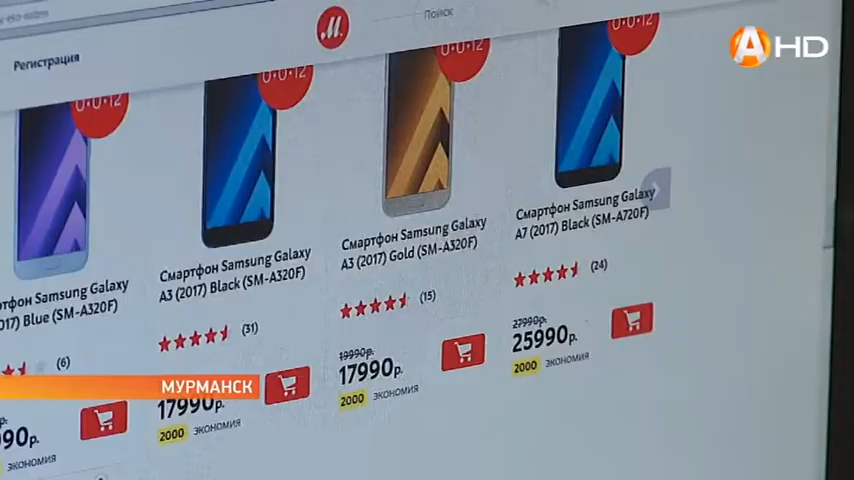 Регистрация
м
Поиск
А HD
0·0·12
0·0·12
0·0·12
0·0·12
Samsung Galaxy
2017) Blue (SM-A320F)
(6)
90р.
экономия
Смартфон Samsung Galaxy
A3 (2017) Black (SM-A320F)
(31)
17990р.
2000 экономия
Смартфон Samsung Galaxy
A3 (2017) Gold (SM-A320F)
(15)
19990р.
17990р.
2000 экономия
Смартфон Samsung Galaxy
A7 (2017) Black (SM-A720F)
(24)
27990р.
25990р.
2000 экономия
МУРМАНСК